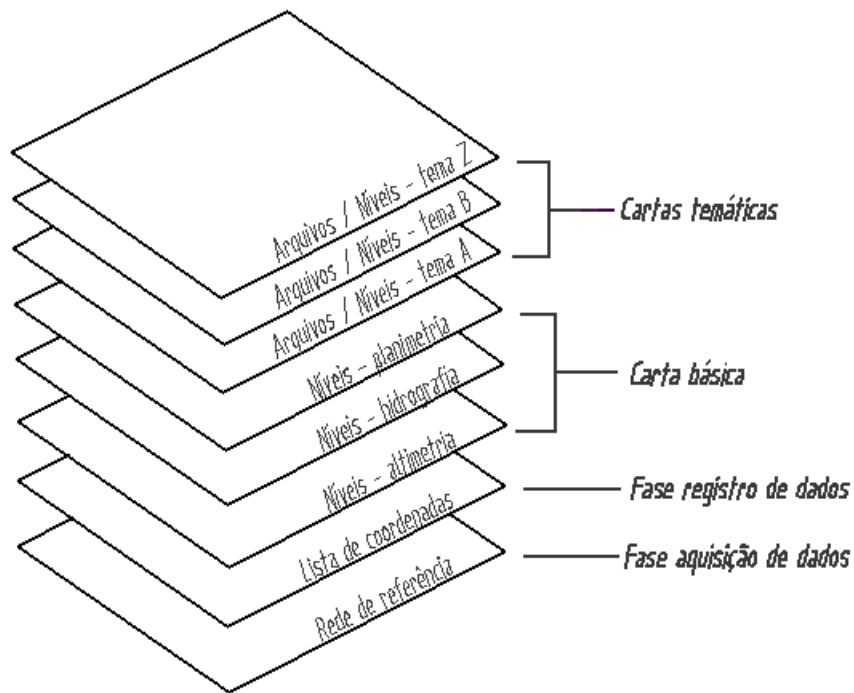 Arquivos / Níveis - tema Z
Arquivos / Níveis - tema B
Cartas temáticas
Arquivos / Níveis - tema A
Níveis - planimetria
Níveis - hidrografia
Carta básica
Níveis - altimetria
Lista de coordenadas
Fase registro de dados
Rede de referência
Fase aquisição de dados